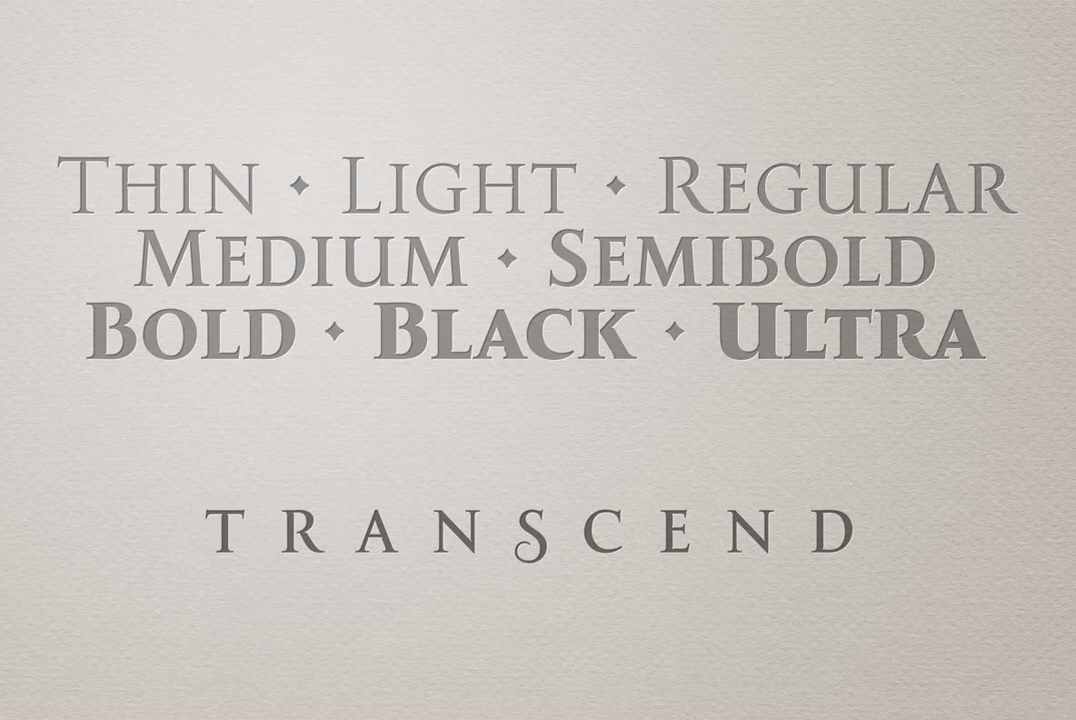 Thin • Light • Regular
Medium • Semibold
Bold • Black • Ultra
TRANSCEND